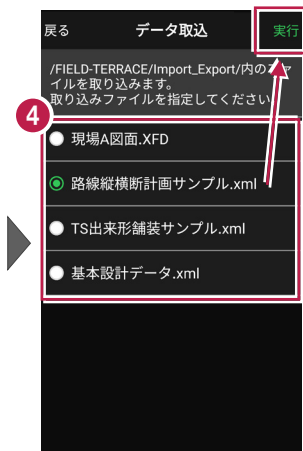 戻る データ取込 実行
/FIELD-TERRACE/Import_Export/内のファ
イルを取り込みます。
取り込みファイルを指定してください
4
現場A図面.XFD
路線縦横断計画サンプル.xml
TS出来形舗装サンプル.xml
基本設計データ.xml